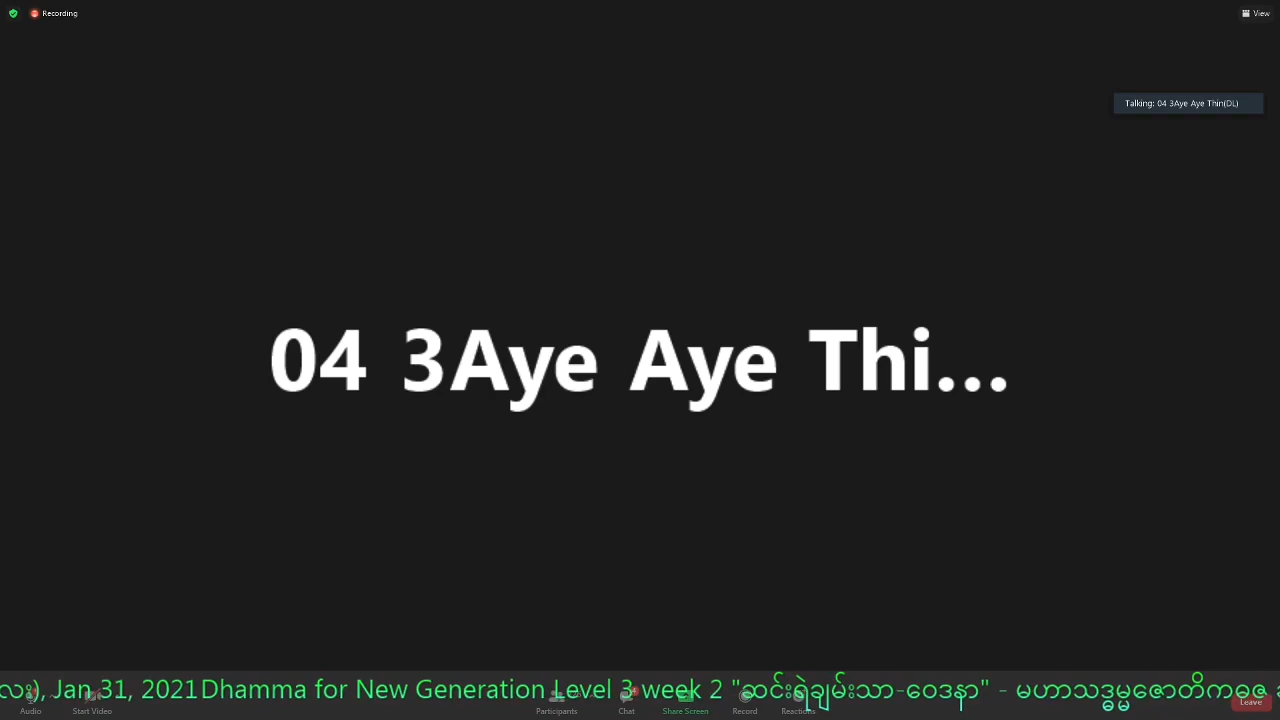 Recording
View
Talking: 04 3Aye Aye Thin(DL)
04 3Aye Aye Thi...
လေး), Jan 31, 2021Dhamma for New Generation Level 3 week 2 "ဆင်းရဲချမ်းသာ-ဝေဒနာ" - မဟာသဒ္ဓမ္မဇောတိကဓဇ
Audio Start Video Participants Chat Share Screen Record Reactions Leave